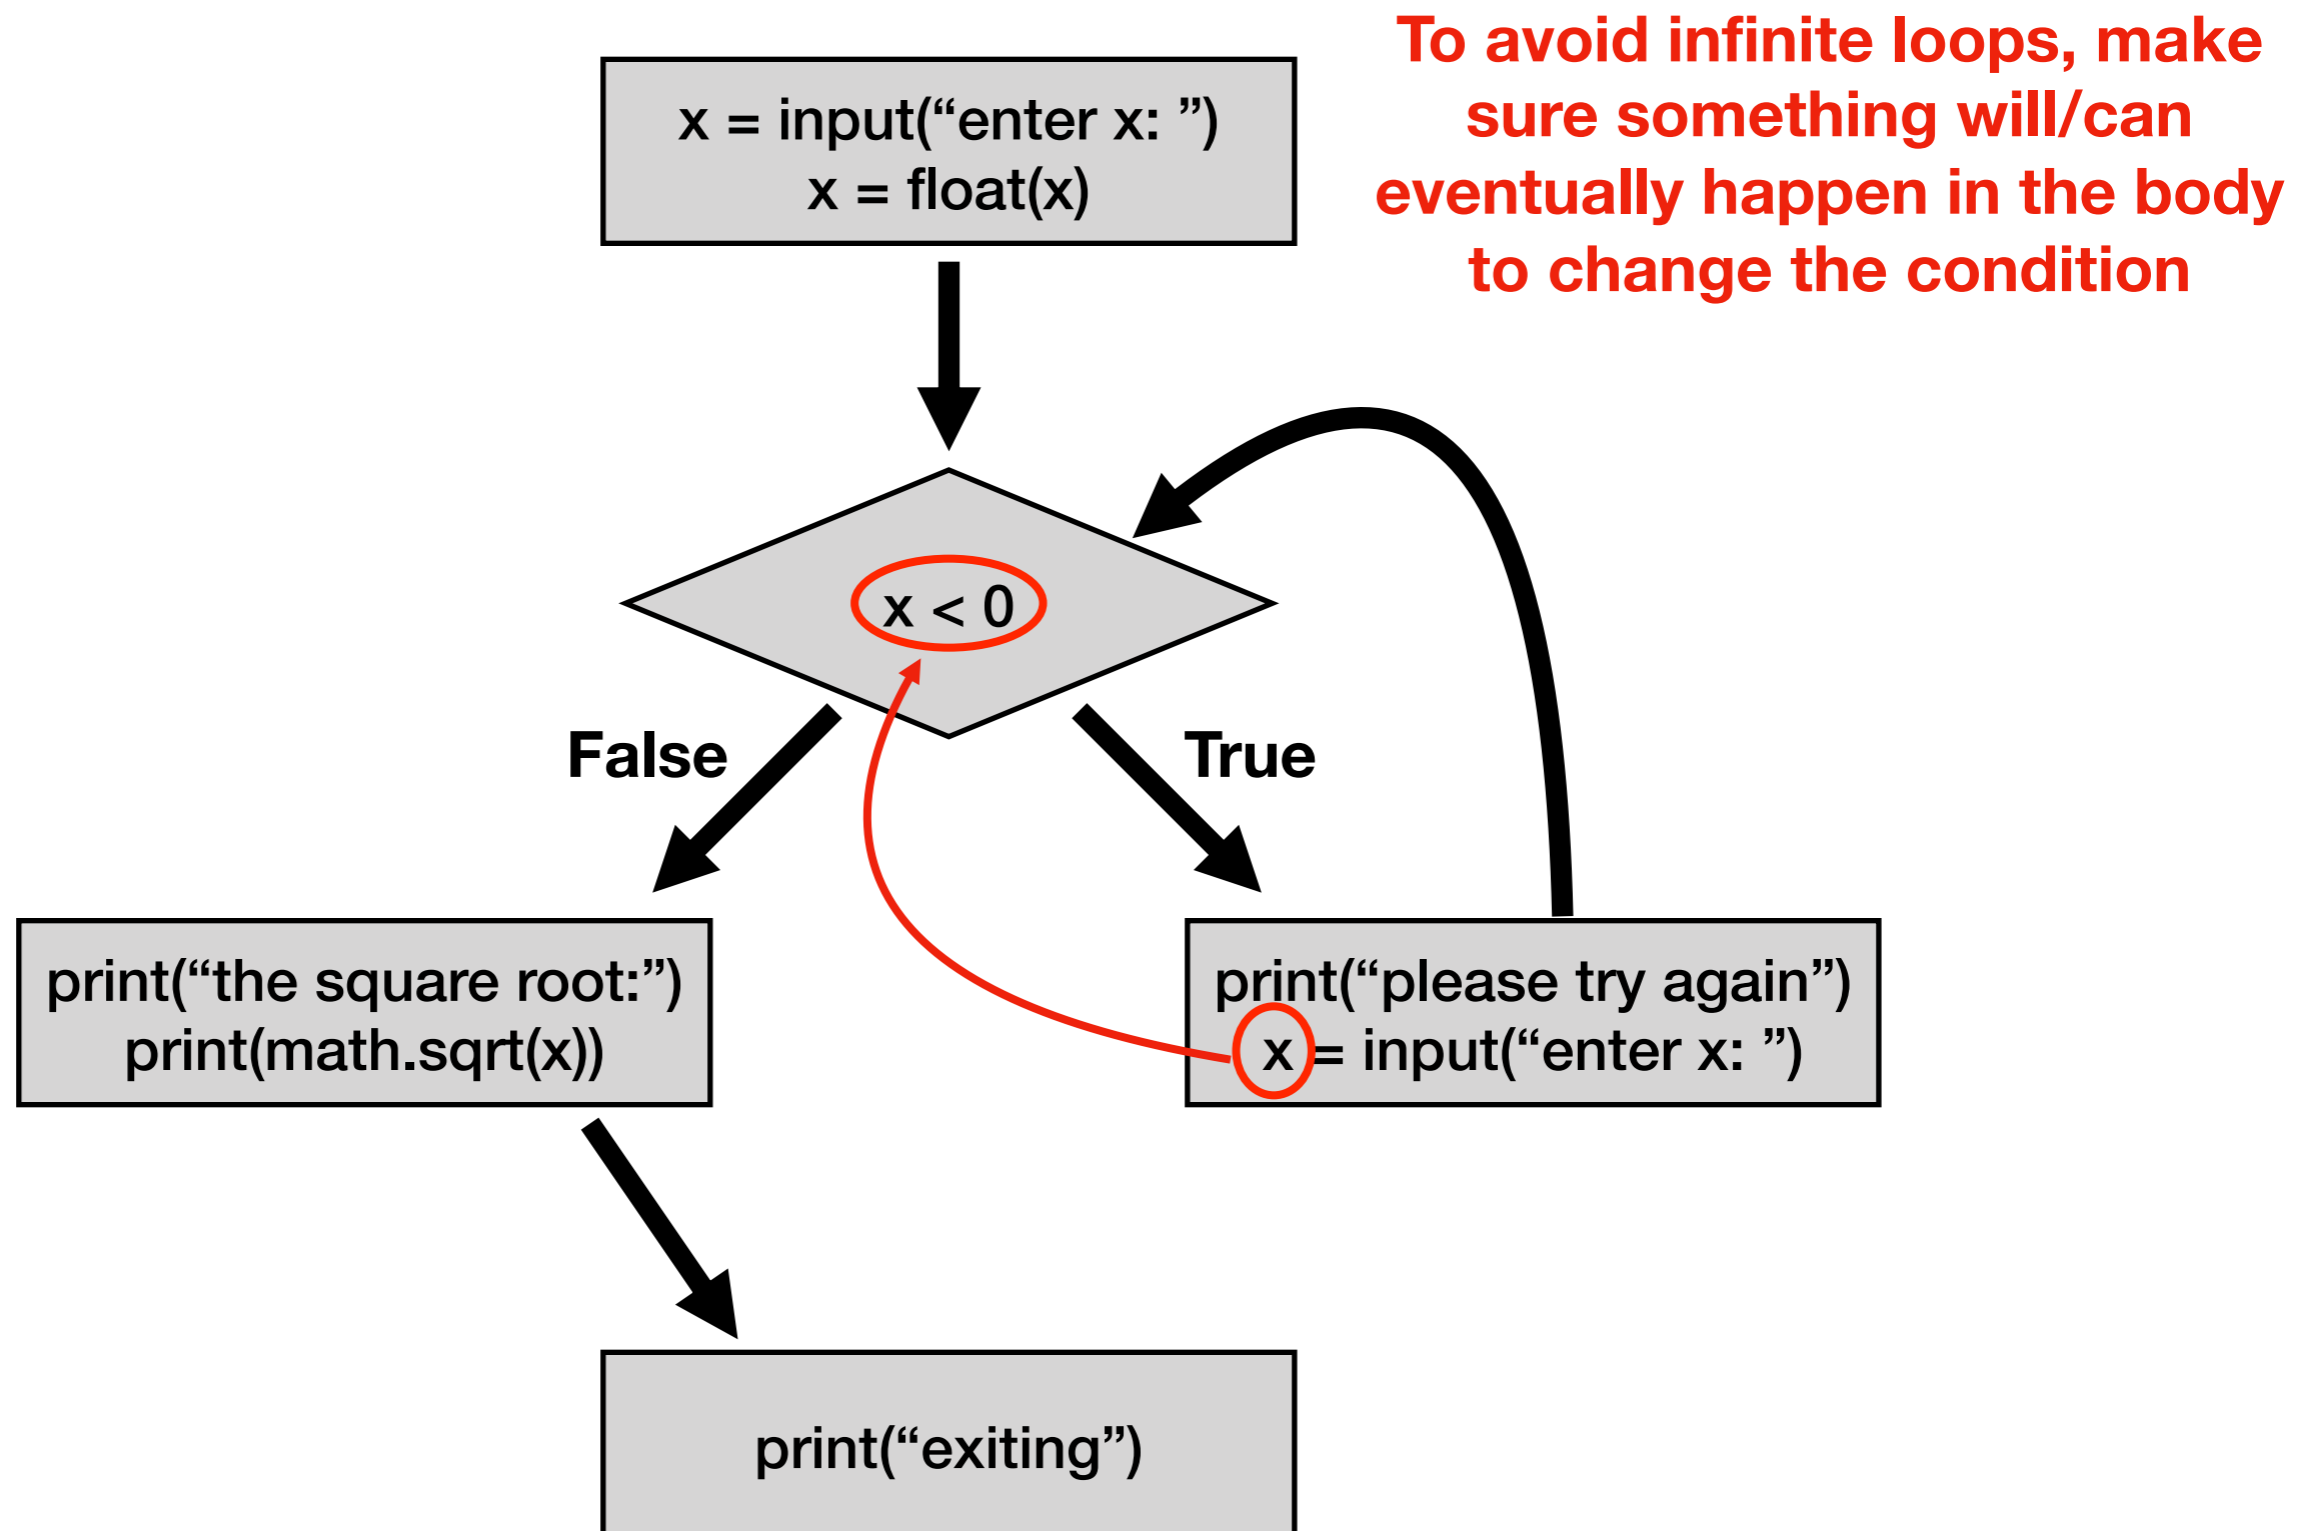 To avoid infinite loops, make
sure something will/can
eventually happen in the body
to change the condition
x = input(“enter x: ”)
x = float(x)
x < 0
False
True
print(“the square root:”)
print(math.sqrt(x))
print(“please try again”)
x = input(“enter x: ”)
print(“exiting”)